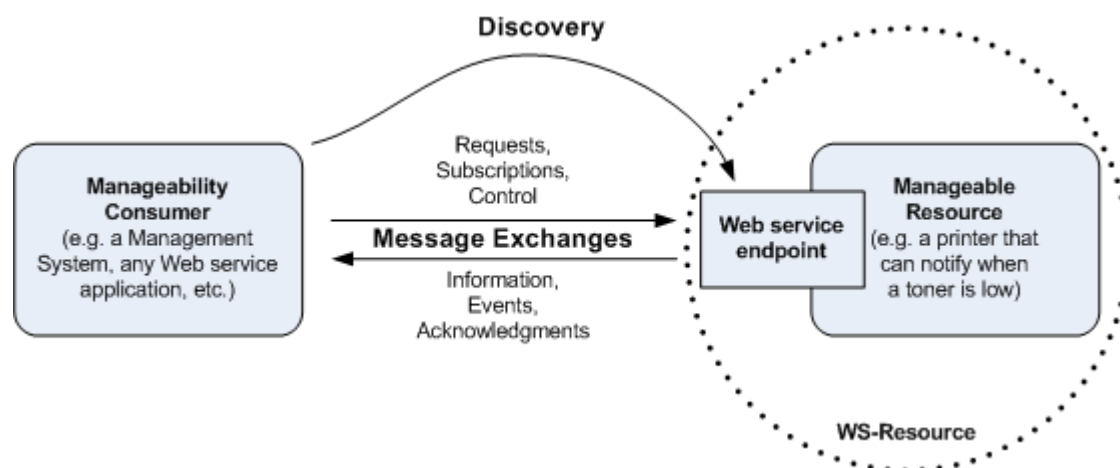 Discovery
Requests,
Subscriptions,
Control
Message Exchanges
Information,
Events,
Acknowledgments
Manageability
Consumer
(e.g. a Management
System, any Web service
application, etc.)
Web service
endpoint
Manageable
Resource
(e.g. a printer that
can notify when
a toner is low)
WS-Resource